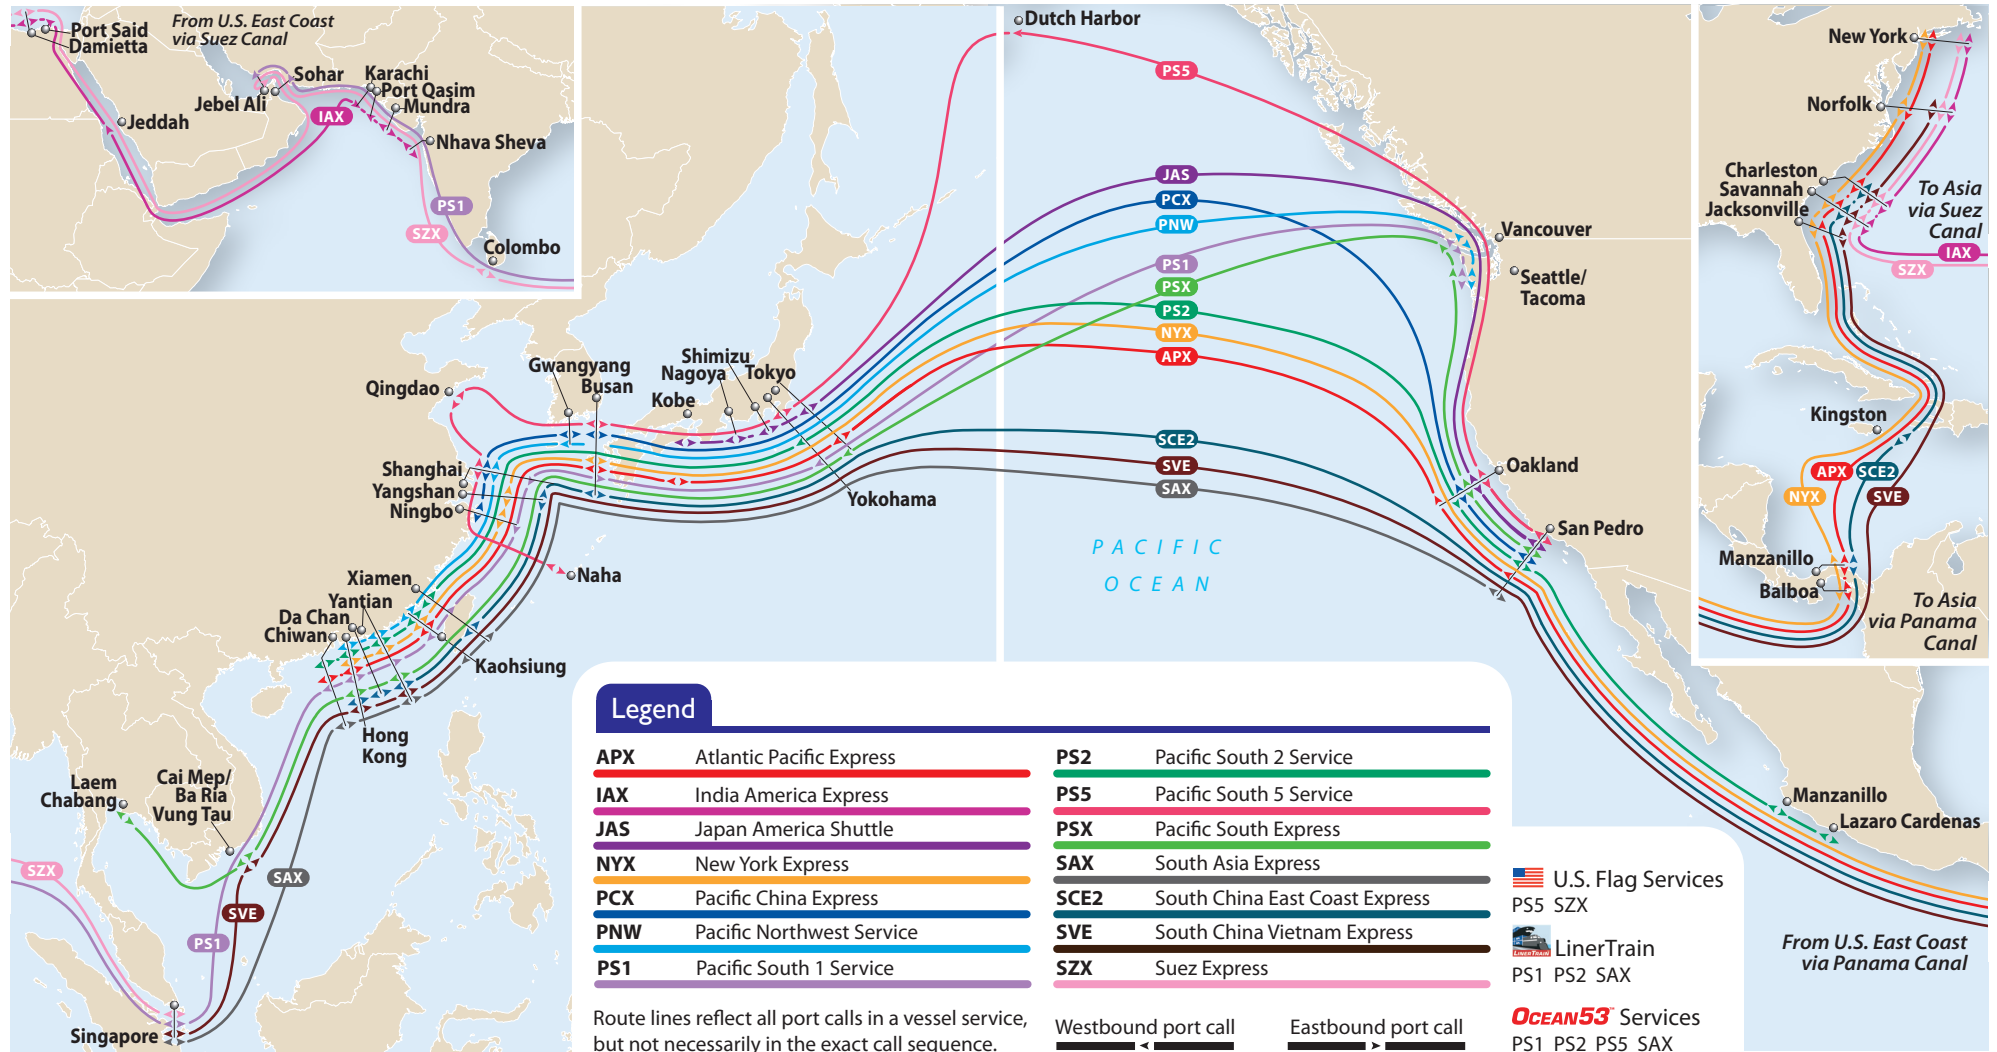 From U.S. East Coast
via Suez Canal
Port Said
Damietta
Sohar
Karachi
Port Qasim
Mundra
Jebel Ali
IAX
Jeddah
Nhava Sheva
PS1
SZX
Colombo
Dutch Harbor
PS5
JAS
PCX
PNW
PS1
PSX
PS2
NYX
APX
SCE2
SVE
SAX
Vancouver
Seattle/
Tacoma
Oakland
San Pedro
PACIFIC
OCEAN
Qingdao
Gwangyang
Busan
Shimizu
Nagoya
Tokyo
Kobe
Shanghai
Yangshan
Ningbo
Yokohama
Naha
Xiamen
Yantian
Da Chan
Chiwan
Kaohsiung
Hong
Kong
Laem
Chabang
Cai Mep/
Ba Ria
Vung Tau
SZX
SAX
SVE
PS1
Singapore
New York
Norfolk
Charleston
Savannah
Jacksonville
To Asia
via Suez
Canal
IAX
SZX
Kingston
APX
SCE2
NYX
SVE
Manzanillo
Balboa
To Asia
via Panama
Canal
Manzanillo
Lazaro Cardenas
From U.S. East Coast
via Panama Canal
Legend
APX Atlantic Pacific Express
IAX India America Express
JAS Japan America Shuttle
NYX New York Express
PCX Pacific China Express
PNW Pacific Northwest Service
PS1 Pacific South 1 Service
PS2 Pacific South 2 Service
PS5 Pacific South 5 Service
PSX Pacific South Express
SAX South Asia Express
SCE2 South China East Coast Express
SVE South China Vietnam Express
SZX Suez Express
Route lines reflect all port calls in a vessel service,
but not necessarily in the exact call sequence.
Westbound port call
Eastbound port call
U.S. Flag Services
PS5 SZX
LINERTRAIN
LinerTrain
PS1 PS2 SAX
OCEAN53™ Services
PS1 PS2 PS5 SAX